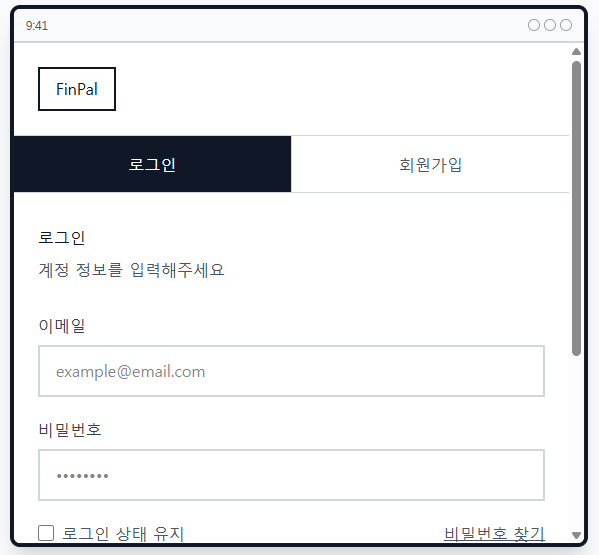 9:41
FinPal
로그인 회원가입
로그인
계정 정보를 입력해주세요
이메일
example@email.com
비밀번호
••••••••
로그인 상태 유지 비밀번호 찾기